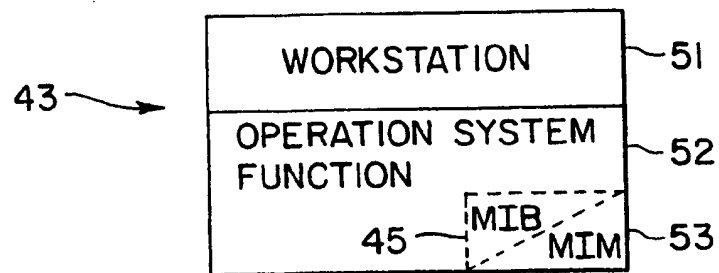 WORKSTATION
51
43
OPERATION SYSTEM
FUNCTION
52
MIB
45
MIM
53